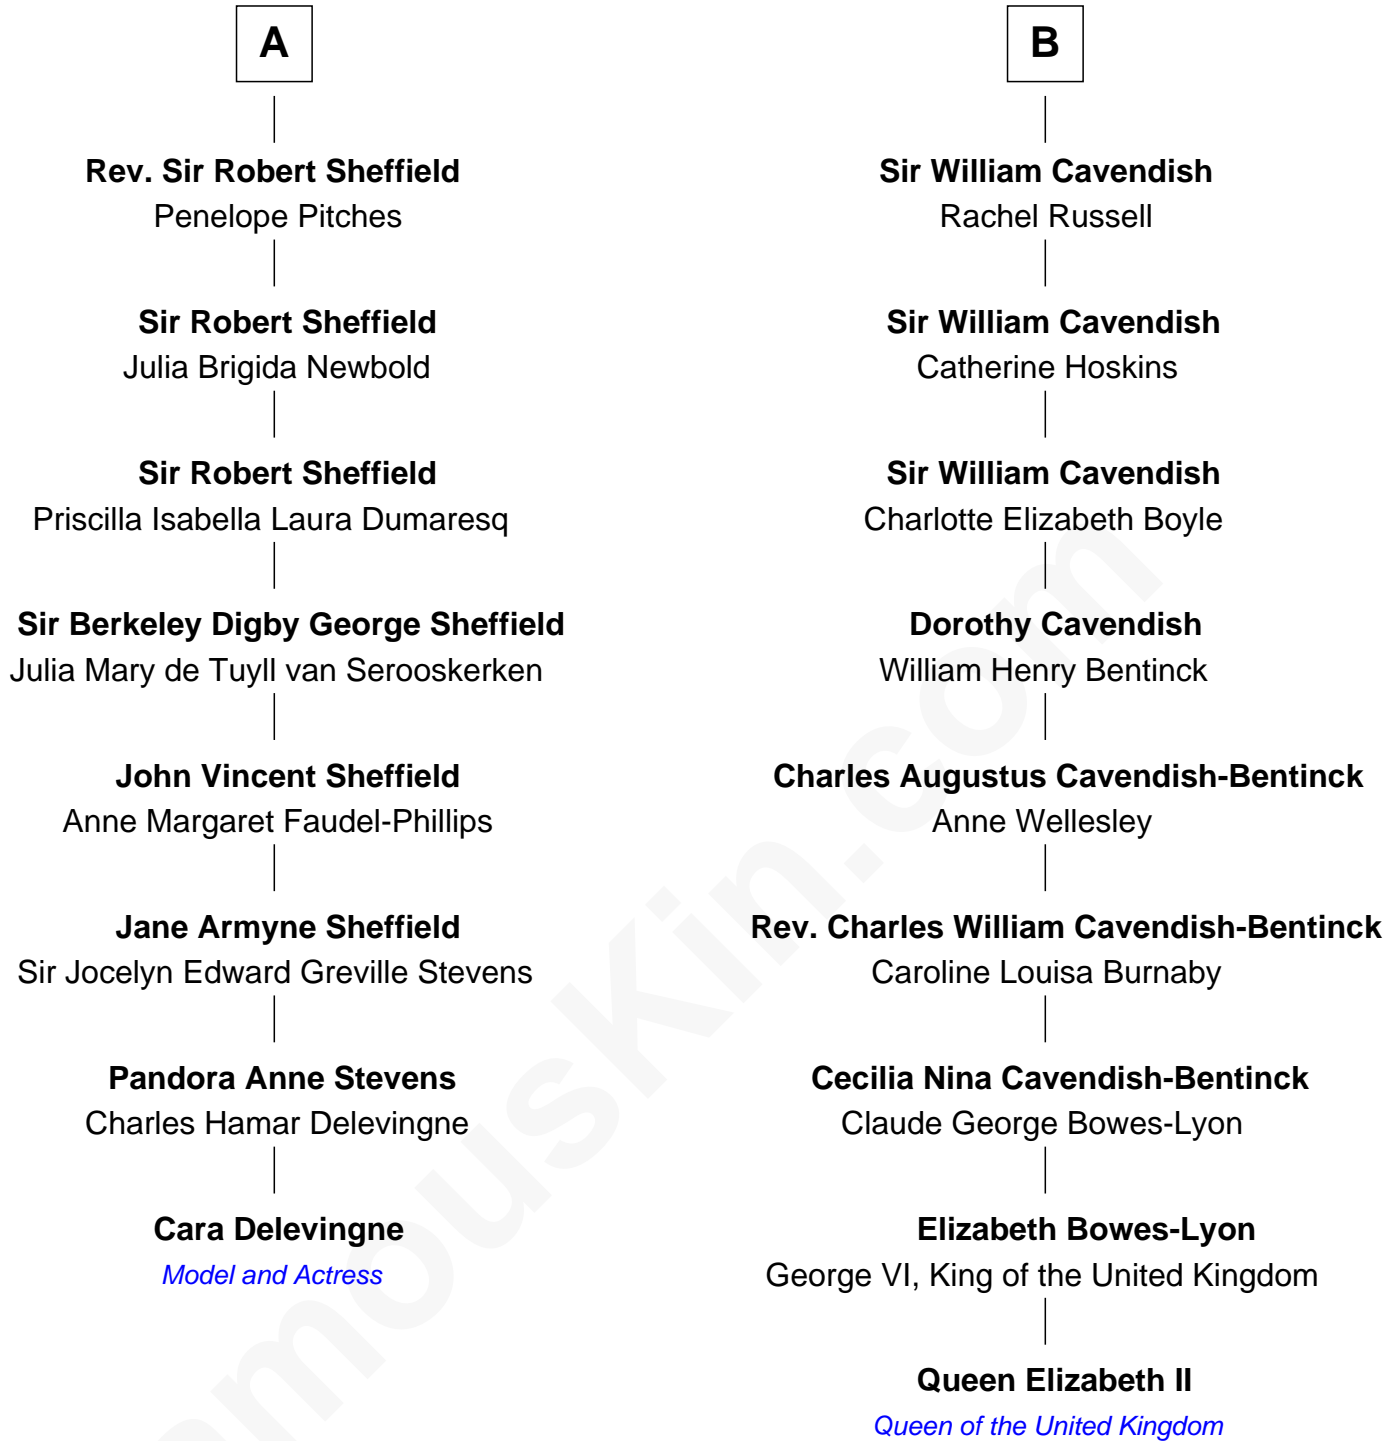 A
Rev. Sir Robert Sheffield
Penelope Pitches
Sir Robert Sheffield
Julia Brigida Newbold
Sir Robert Sheffield
Priscilla Isabella Laura Dumaresq
Sir Berkeley Digby George Sheffield
Julia Mary de Tuyll van Serooskerken
John Vincent Sheffield
Anne Margaret Faudel-Phillips
Jane Armyne Sheffield
Sir Jocelyn Edward Greville Stevens
Pandora Anne Stevens
Charles Hamar Delevingne
Cara Delevingne
Model and Actress
B
Sir William Cavendish
Rachel Russell
Sir William Cavendish
Catherine Hoskins
Sir William Cavendish
Charlotte Elizabeth Boyle
Dorothy Cavendish
William Henry Bentinck
Charles Augustus Cavendish-Bentinck
Anne Wellesley
Rev. Charles William Cavendish-Bentinck
Caroline Louisa Burnaby
Cecilia Nina Cavendish-Bentinck
Claude George Bowes-Lyon
Elizabeth Bowes-Lyon
George VI, King of the United Kingdom
Queen Elizabeth II
Queen of the United Kingdom
amouskin.com